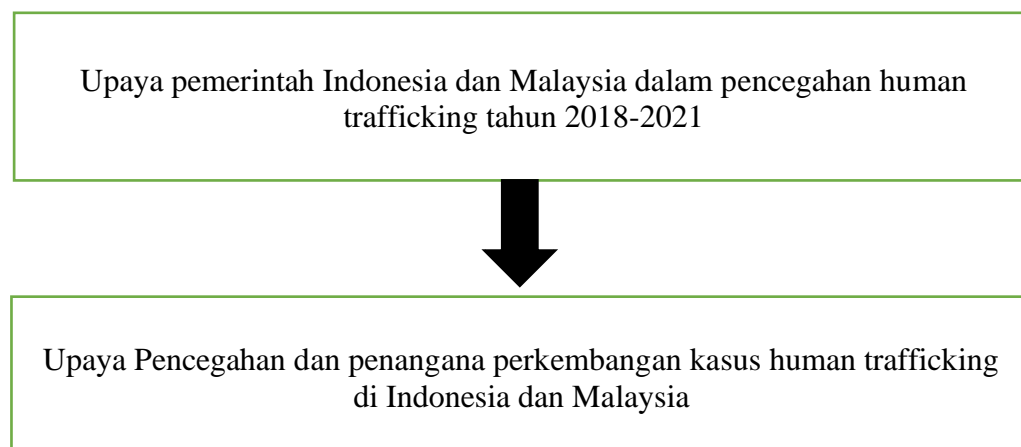 Upaya pemerintah Indonesia dan Malaysia dalam pencegahan human
trafficking tahun 2018-2021
Upaya Pencegahan dan penangana perkembangan kasus human trafficking
di Indonesia dan Malaysia